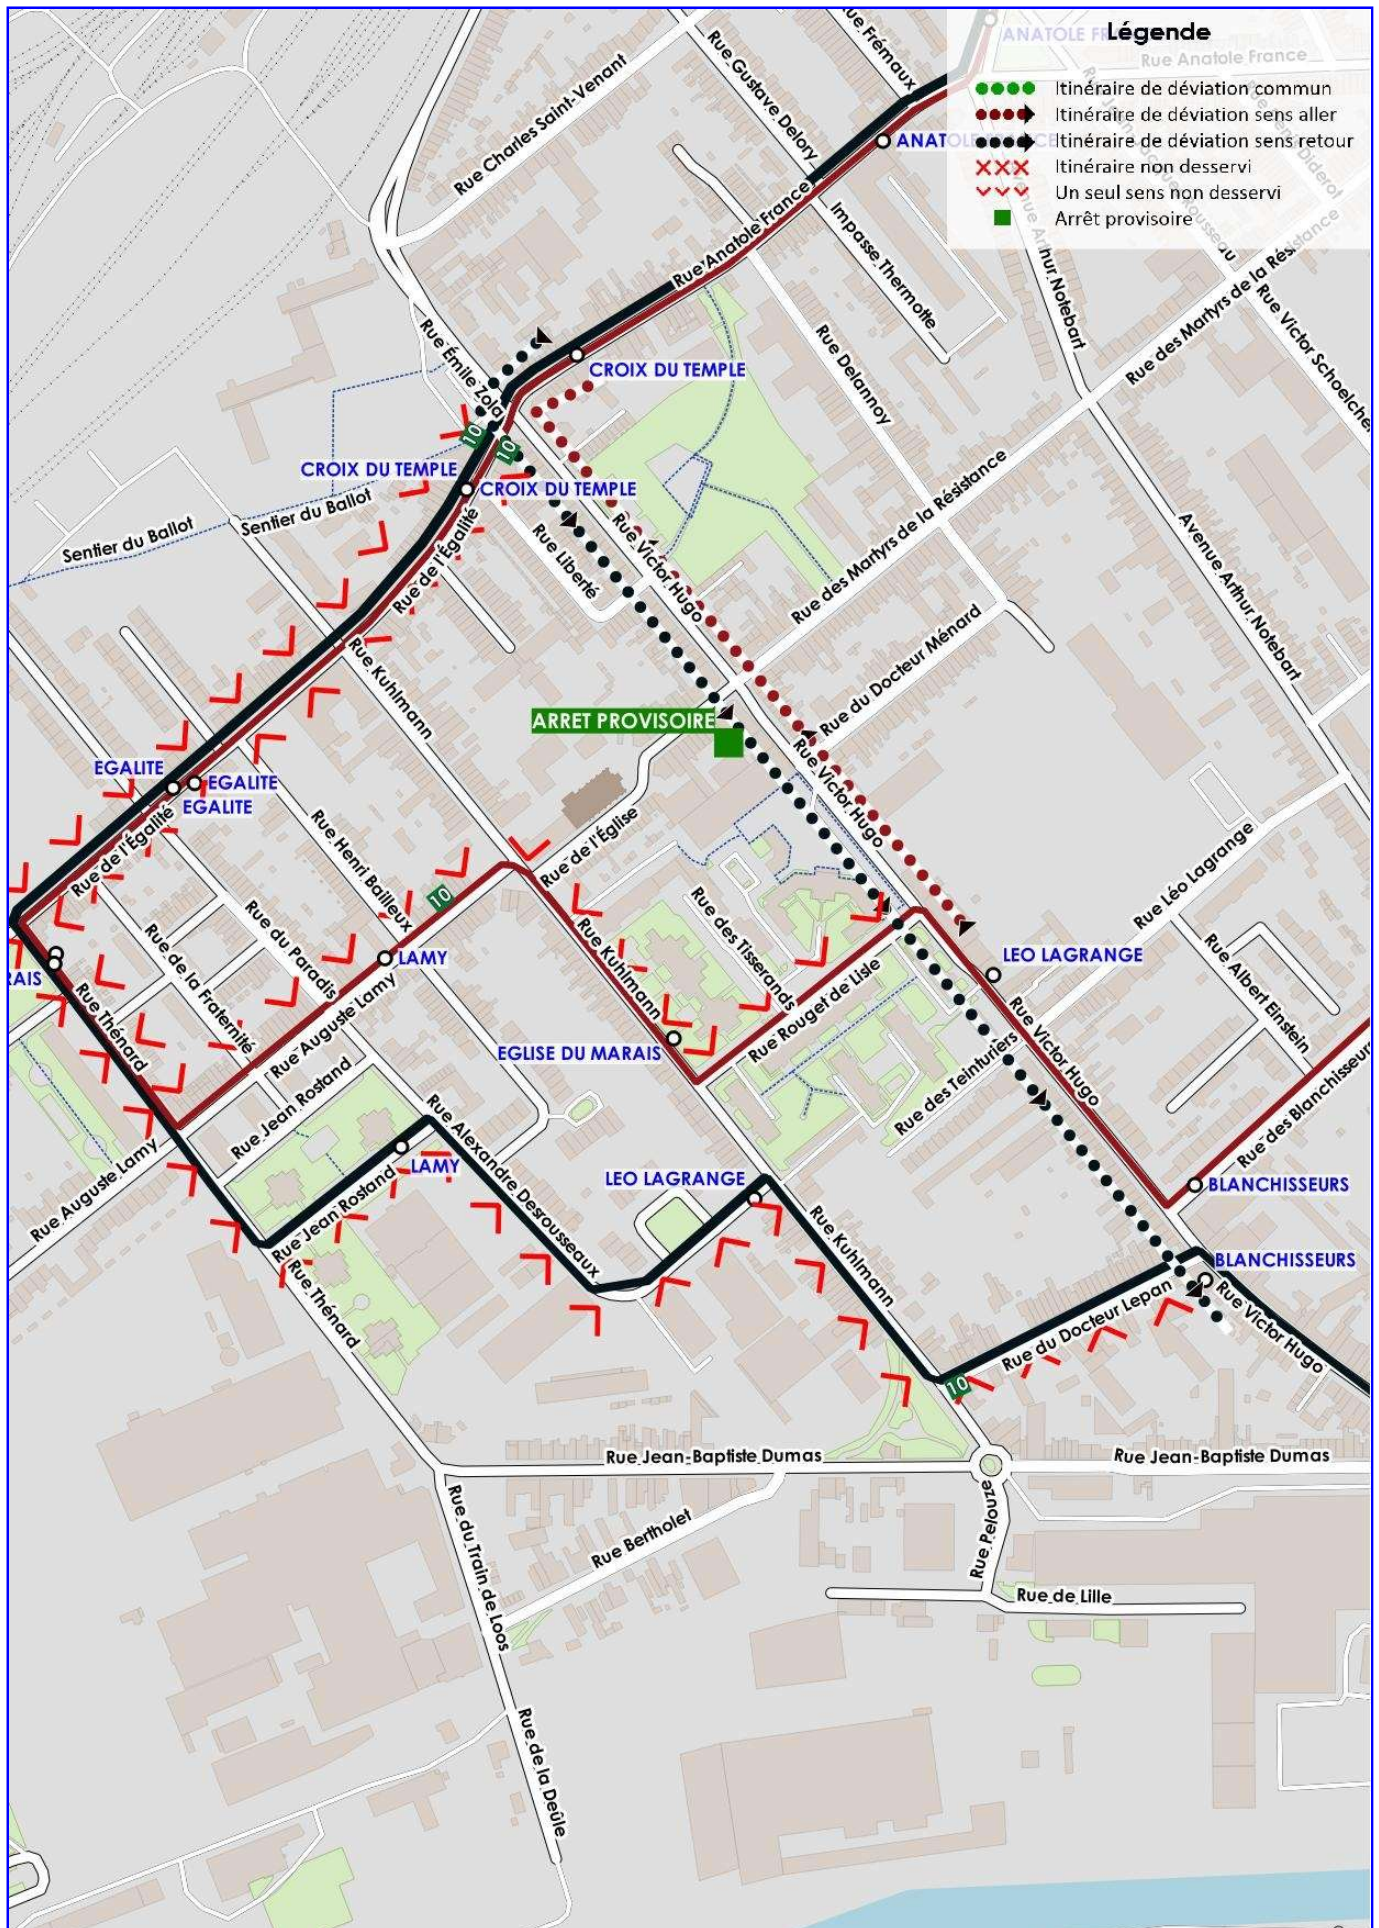 Légende
Itinéraire de déviation commun
Itinéraire de déviation sens aller
Itinéraire de déviation sens retour
Itinéraire non desservi
Un seul sens non desservi
Arrêt provisoire
Rue Anatole France
Rue Gustave Delory
Rue Charles Saint-Venant
Impasse Thermotte
Rue Anatole France
Rue des Martyrs de la Résistance
Rue Victor Schoelcher
Rue Émile Zola
Rue Delannoy
CROIX DU TEMPLE
10
10
CROIX DU TEMPLE
CROIX DU TEMPLE
Sentier du Ballot
Sentier du Ballot
Rue de l'Égalité
Rue Liberté
Rue Victor Hugo
Rue des Martyrs de la Résistance
Avenue Arthur Notebart
Rue du Docteur Ménard
Rue Kuhlmann
ARRET PROVISOIRE
Rue Victor Hugo
EGALITE
EGALITE
EGALITE
Rue de l'Égalité
Rue Henri Bailleux
Rue de l'Église
10
Rue Léo Lagrange
Rue du Paradis
Rue de la Fraternité
LAMY
Rue Kuhlmann
Rue des Tisserands
LEO LAGRANGE
Rue Albert Einstein
RAIS
Rue Thénard
Rue Auguste Lamy
EGLISE DU MARAIS
Rue Rouget de Lisle
Rue Victor Hugo
Rue des Teinturiers
Rue des Blanchisseurs
Rue Jean Rostand
Rue Auguste Lamy
Rue Alexandre Desrousseaux
LAMY
LEO LAGRANGE
BLANCHISSEURS
Rue Jean Rostand
Rue Kuhlmann
BLANCHISSEURS
Rue Thénard
Rue du Docteur Lepan
Rue Victor Hugo
10
Rue Jean-Baptiste Dumas
Rue Jean-Baptiste Dumas
Rue du Train de Loos
Rue Bertholet
Rue Pelouze
Rue de Lille
Rue de la Deûle